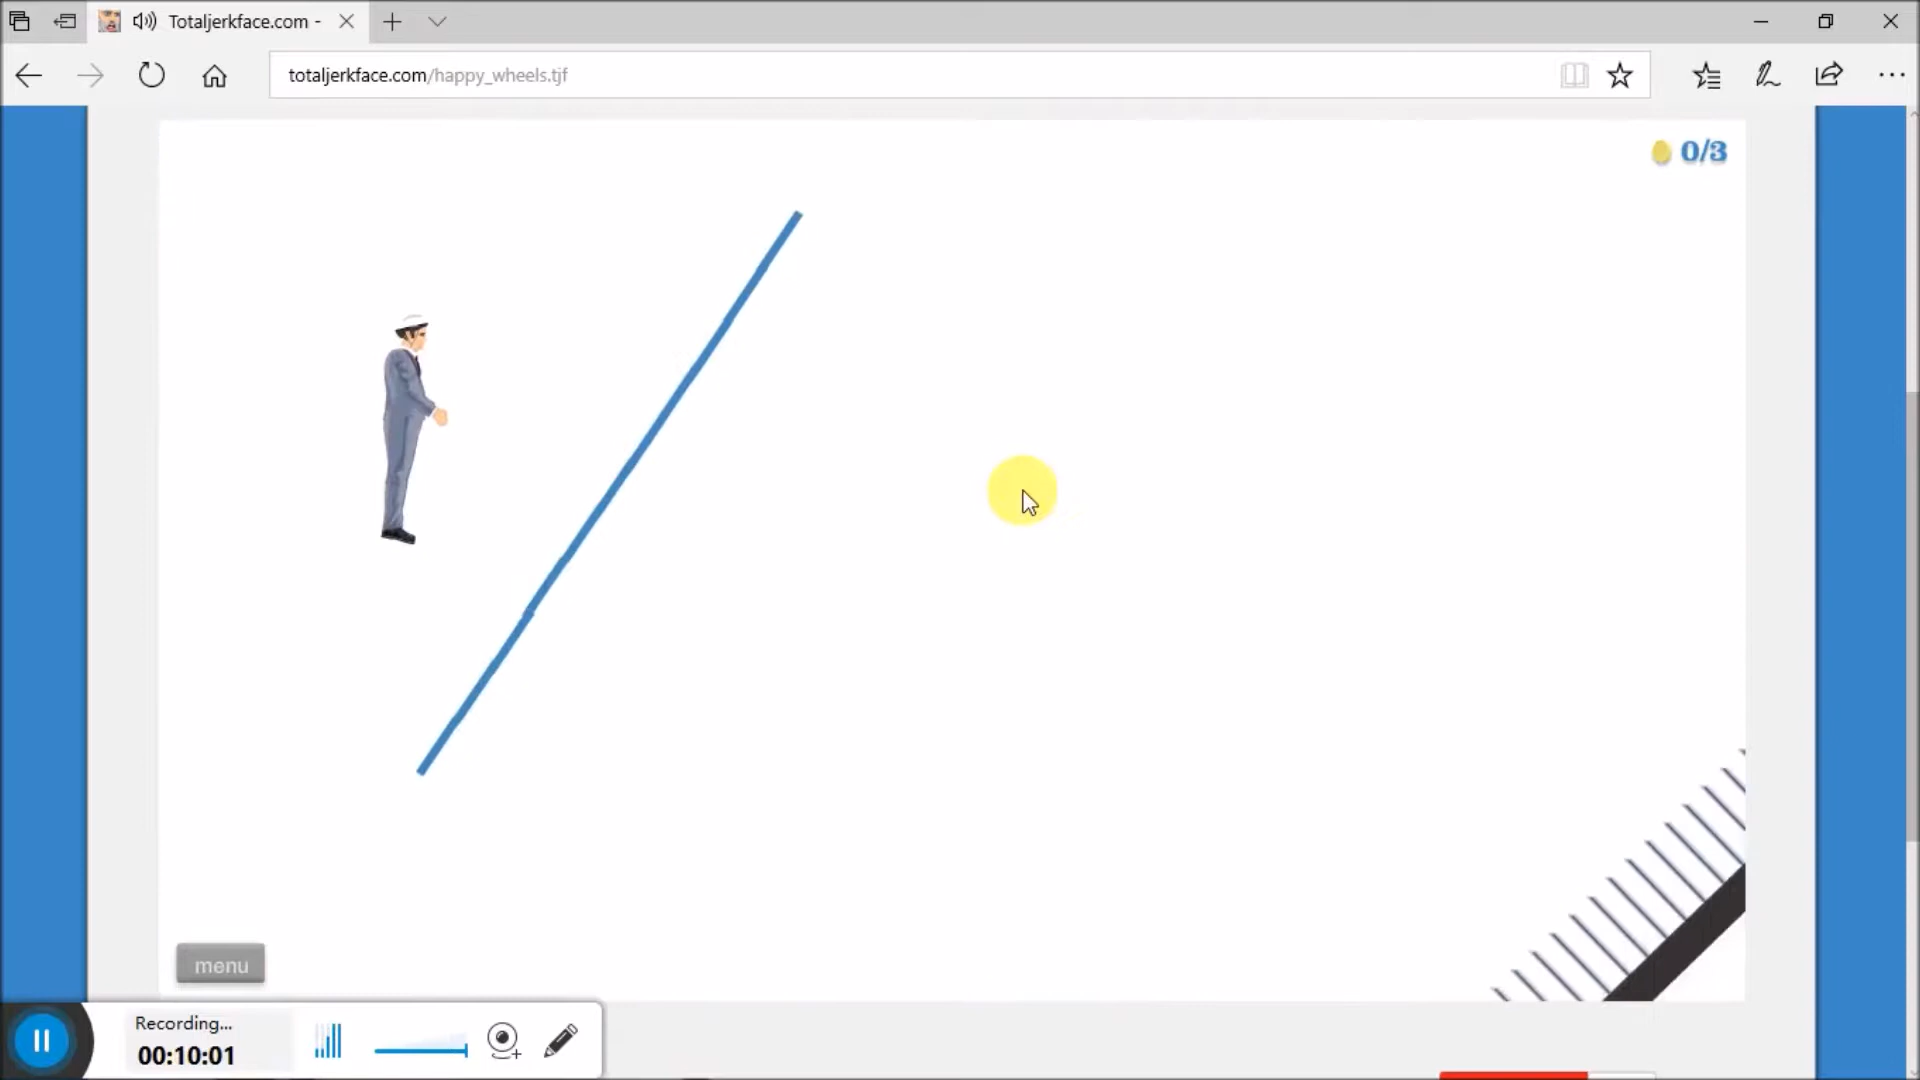 Totaljerkface.com -
totaljerkface.com/happy_wheels.tjf
0/3
menu
Recording...
00:10:01